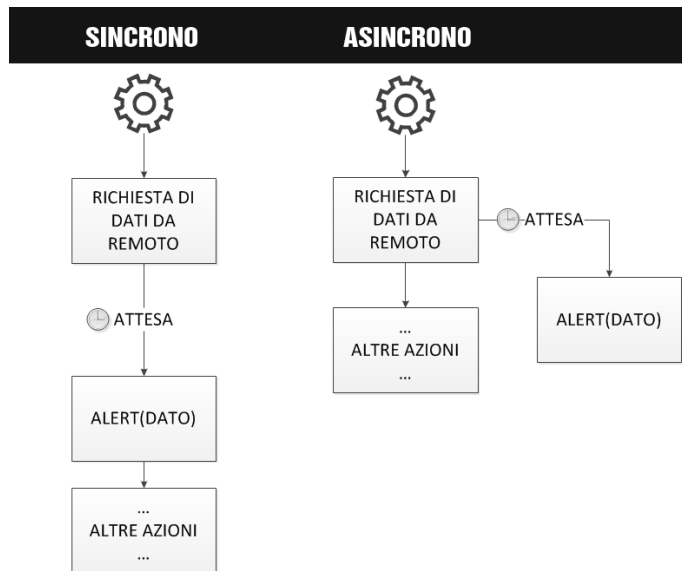 SINCRONO
ASINCRONO
RICHIESTA DI
DATI DA
REMOTO
ATTESA
ALERT(DATO)
...
ALTRE AZIONI
...
RICHIESTA DI
DATI DA
REMOTO
ATTESA
...
ALTRE AZIONI
...
ALERT(DATO)